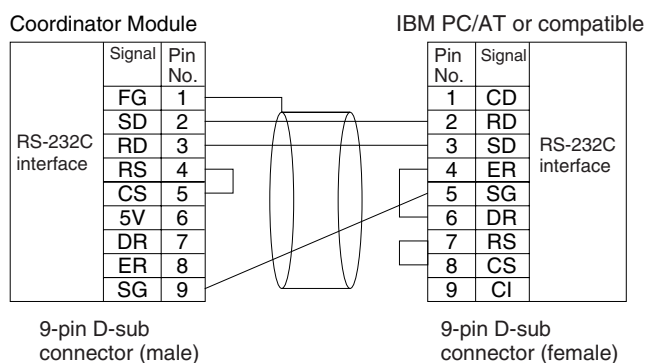 Coordinator Module
IBM PC/AT or compatible
Signal Pin No.
Pin No. Signal
RS-232C interface
FG 1
SD 2
RD 3
RS 4
CS 5
5V 6
DR 7
ER 8
SG 9
1 CD
2 RD
3 SD
4 ER
5 SG
6 DR
7 RS
8 CS
9 CI
RS-232C interface
9-pin D-sub
connector (male)
9-pin D-sub
connector (female)